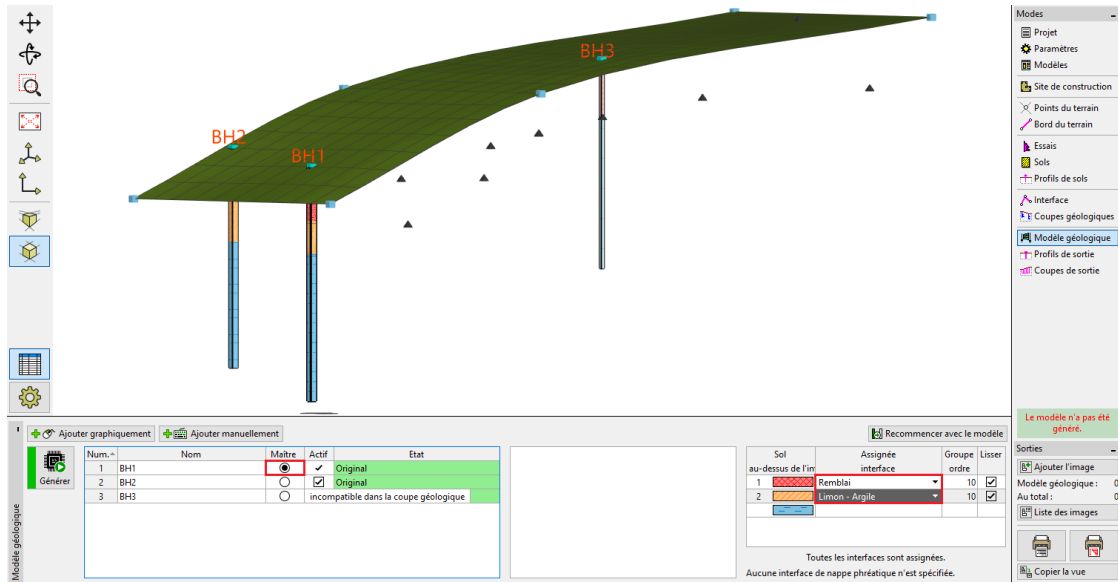 BH3
BH2
BH1
Modes
Projet
Paramètres
Modèles
Site de construction
Points du terrain
Bord du terrain
Essais
Sols
Profils de sols
Interface
Coupes géologiques
Modèle géologique
Profils de sortie
Coupes de sortie
Le modèle n'a pas été
généré.
Sorties
Ajouter l'image
Modèle géologique : 0
Au total : 0
Liste des images
Copier la vue
Modèle géologique
Ajouter graphiquement Ajouter manuellement
Recommencer avec le modèle
Générer
Num. Nom Maître Actif Etat
1 BH1 Original
2 BH2 Original
3 BH3 incompatible dans la coupe géologique
Sol Assignée Groupe Lisser
au-dessus de l'in interface ordre
1 Remblai 10
2 Limon - Argile 10
Toutes les interfaces sont assignées.
Aucune interface de nappe phréatique n'est spécifiée.